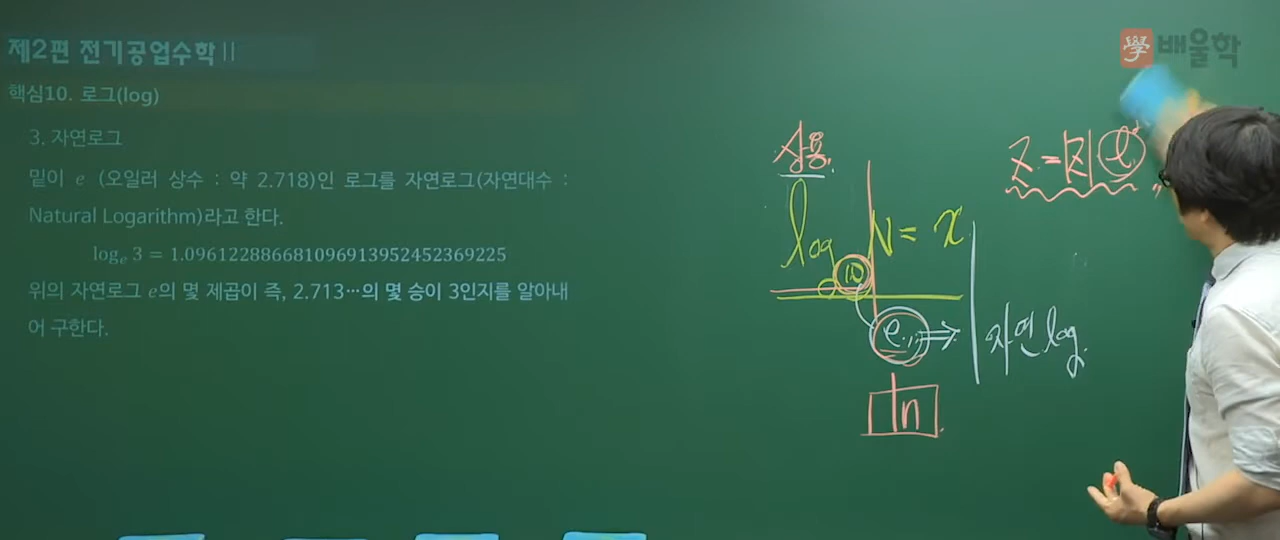 제2편 전기공업수학 II
핵심10. 로그(log)
3. 자연로그
밑이 e (오일러 상수 : 약 2.718)인 로그를 자연로그(자연대수 :
Natural Logarithm)라고 한다.
logₑ 3 = 1.0961228866810969139524523 69225
위의 자연로그 e의 몇 제곱이 즉, 2.713…의 몇 승이 3인지를 알아내
어 구한다.
學 배울학
상용.
log₁₀ N = x
e
⇒ 자연 log.
ln
Z = |Z| e